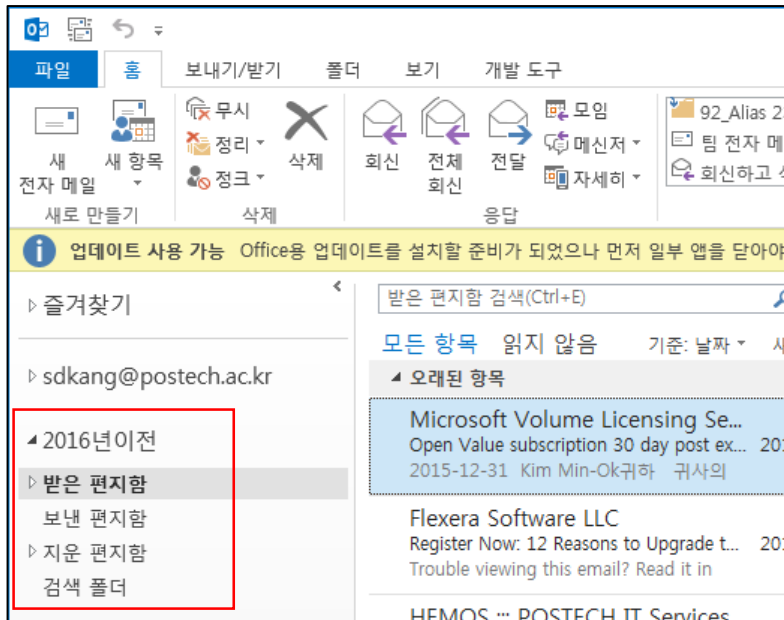 파일 홈 보내기/받기 폴더 보기 개발 도구
새 전자 메일
새 항목
무시
정리
정크
삭제
회신
전체 회신
전달
모임
메신저
자세히
92_Alias
팀 전자
회신하고
새로 만들기 삭제 응답
업데이트 사용 가능 Office용 업데이트를 설치할 준비가 되었으나 먼저 일부 앱을 닫아야
즐겨찾기
sdkang@postech.ac.kr
2016년이전
받은 편지함
보낸 편지함
지운 편지함
검색 폴더
받은 편지함 검색(Ctrl+E)
모든 항목 읽지 않음 기준: 날짜
오래된 항목
Microsoft Volume Licensing Se...
Open Value subscription 30 day post ex...
2015-12-31 Kim Min-Ok귀하 귀사의
Flexera Software LLC
Register Now: 12 Reasons to Upgrade t...
Trouble viewing this email? Read it in
HEMOS ::: POSTECH IT Services